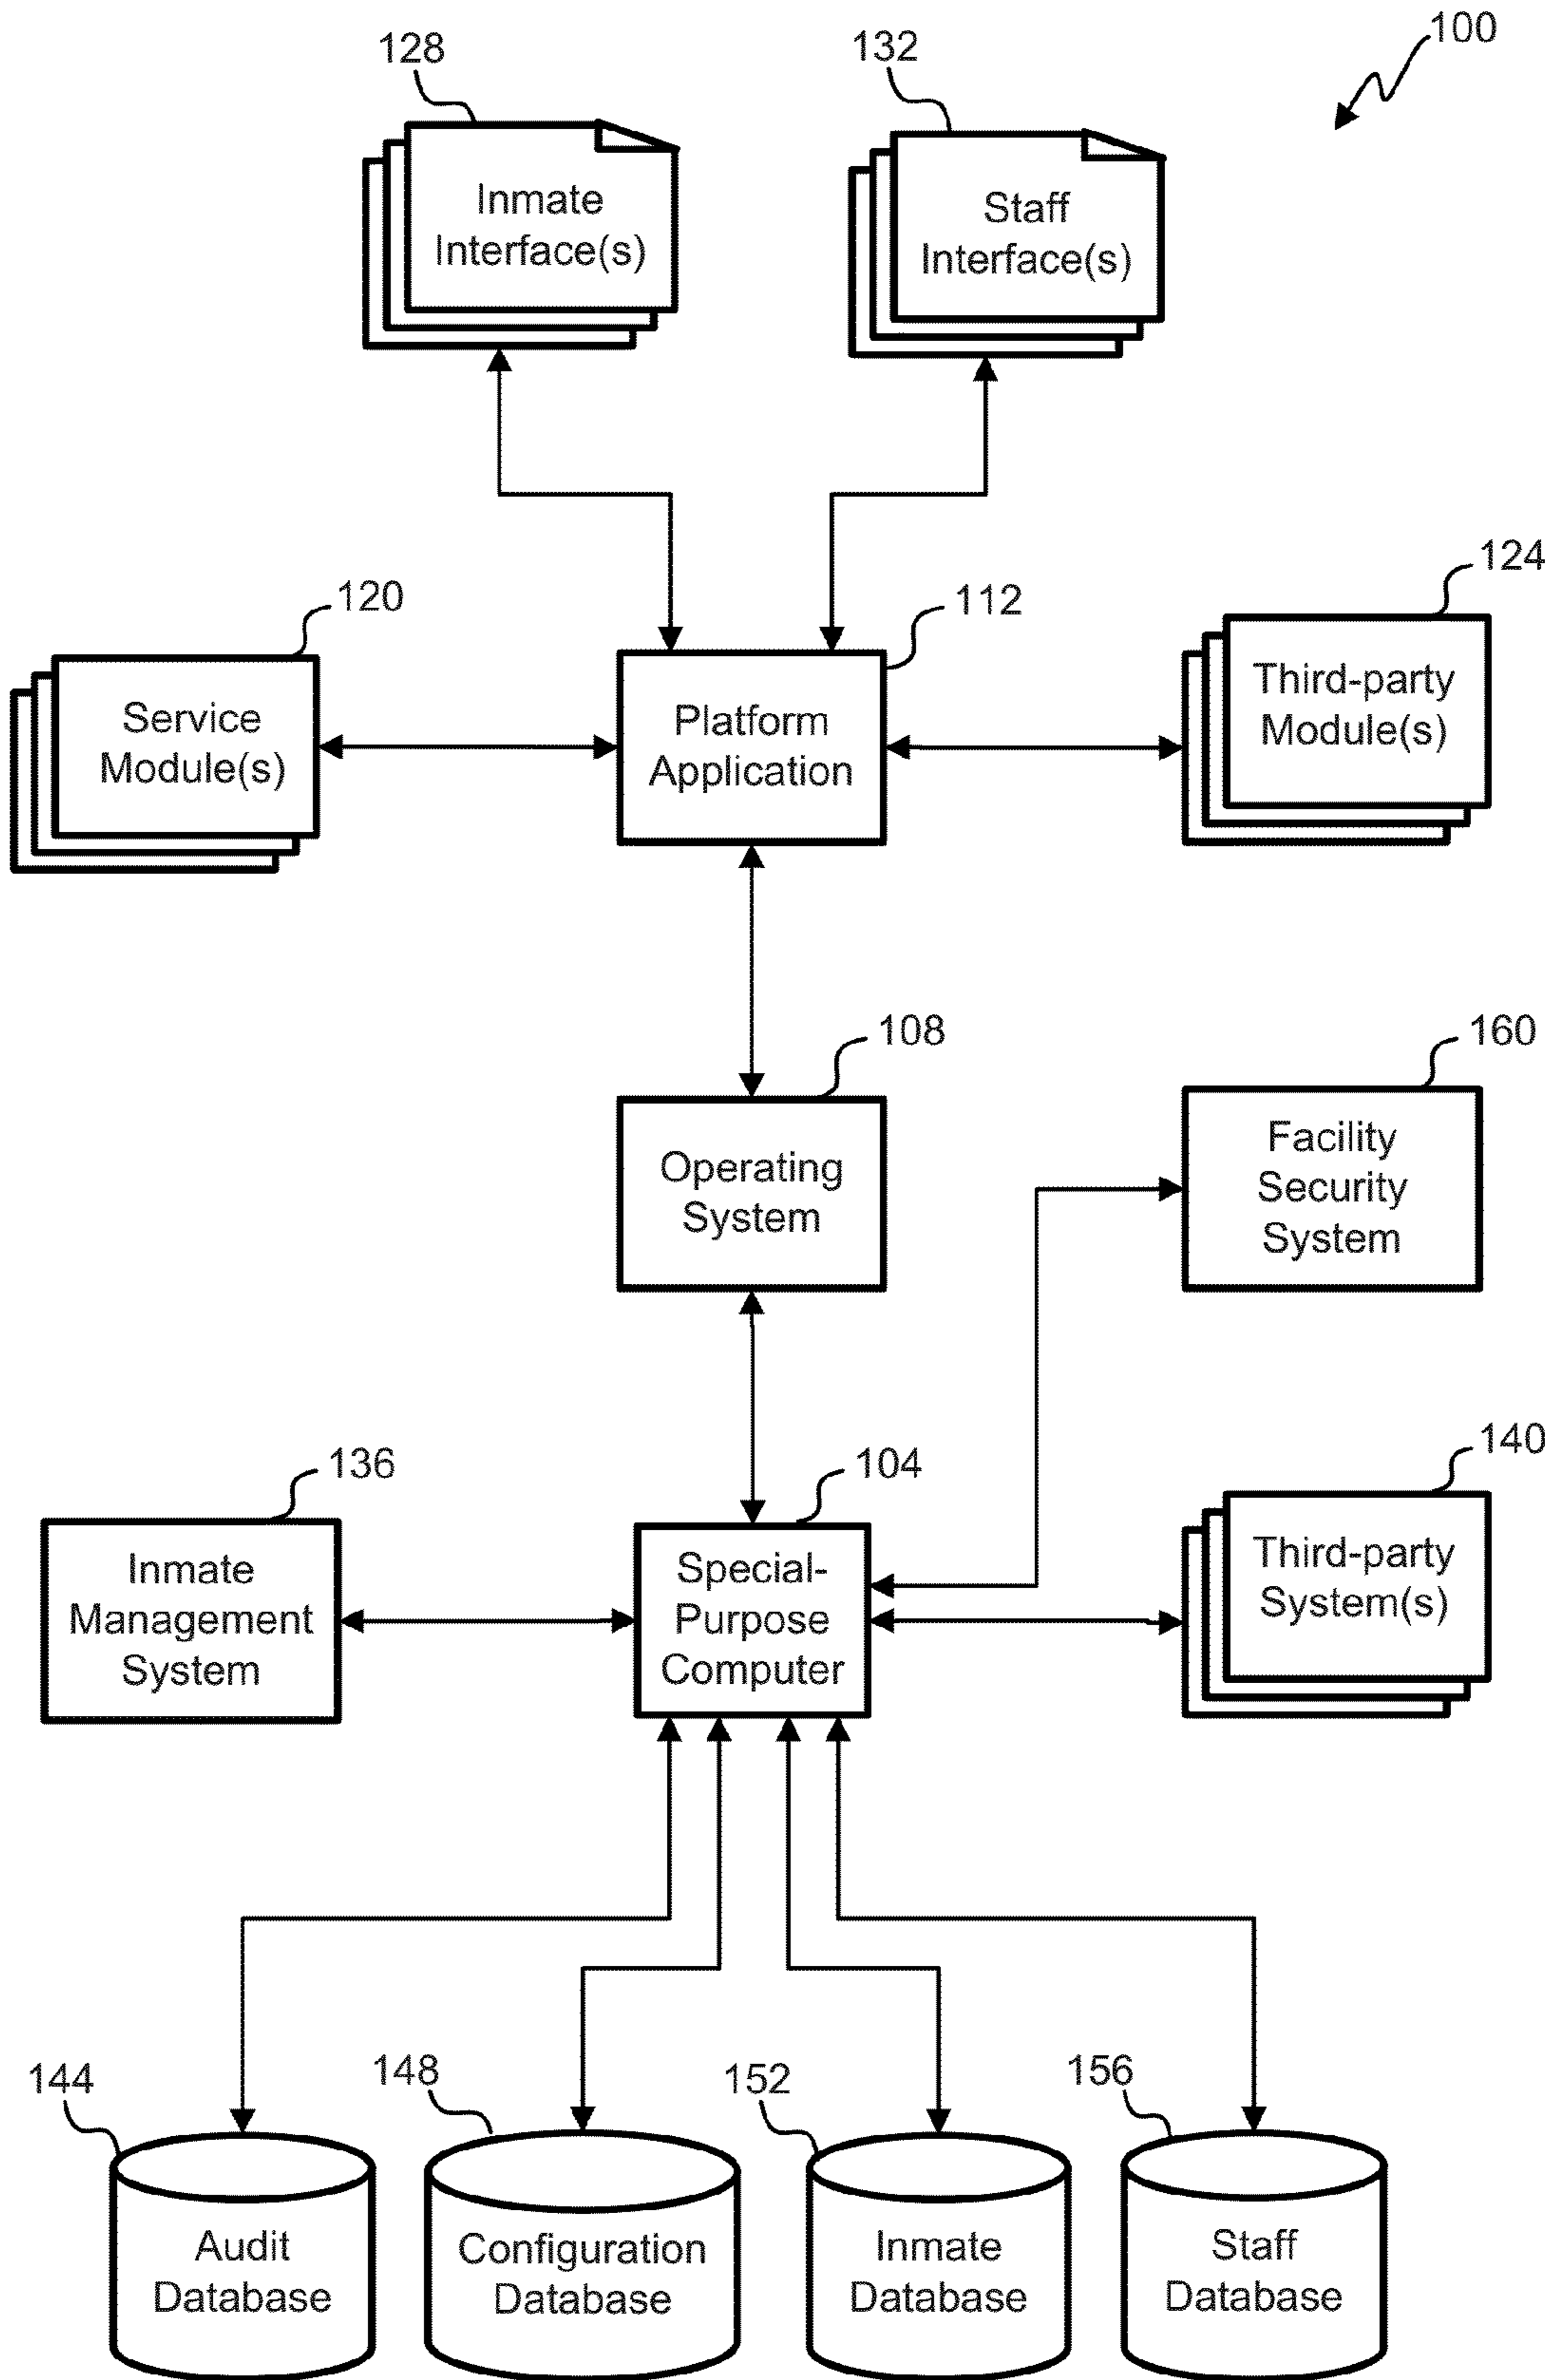 100
128
132
Inmate
Interface(s)
Staff
Interface(s)
120
112
124
Service
Module(s)
Platform
Application
Third-party
Module(s)
108
160
Operating
System
Facility
Security
System
136
104
140
Inmate
Management
System
Special-
Purpose
Computer
Third-party
System(s)
144
148
152
156
Audit
Database
Configuration
Database
Inmate
Database
Staff
Database